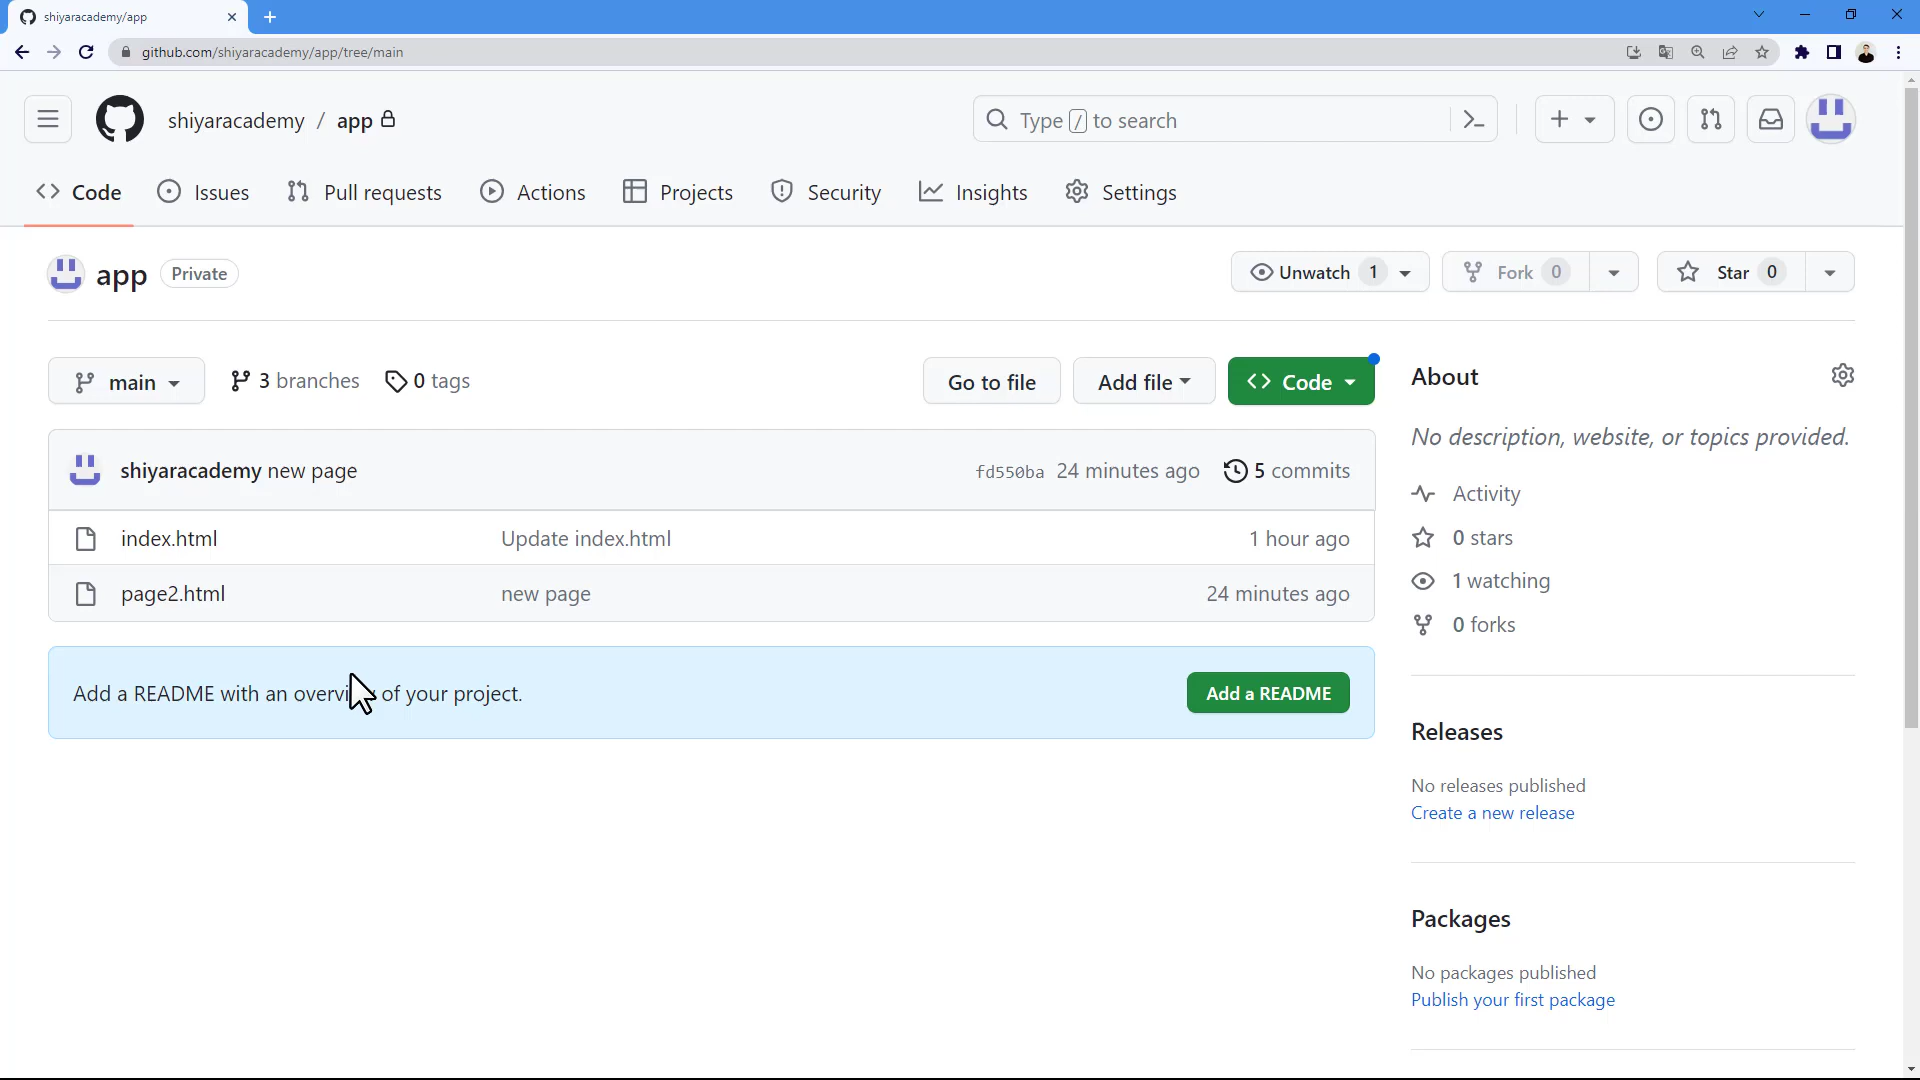 shiyaracademy/app
github.com/shiyaracademy/app/tree/main
shiyaracademy / app
Type / to search
Code
Issues
Pull requests
Actions
Projects
Security
Insights
Settings
app
Private
Unwatch 1
Fork 0
Star 0
main
3 branches
0 tags
Go to file
Add file
Code
shiyaracademy new page
fd550ba 24 minutes ago
5 commits
index.html
Update index.html
1 hour ago
page2.html
new page
24 minutes ago
Add a README with an overview of your project.
Add a README
About
No description, website, or topics provided.
Activity
0 stars
1 watching
0 forks
Releases
No releases published
Create a new release
Packages
No packages published
Publish your first package